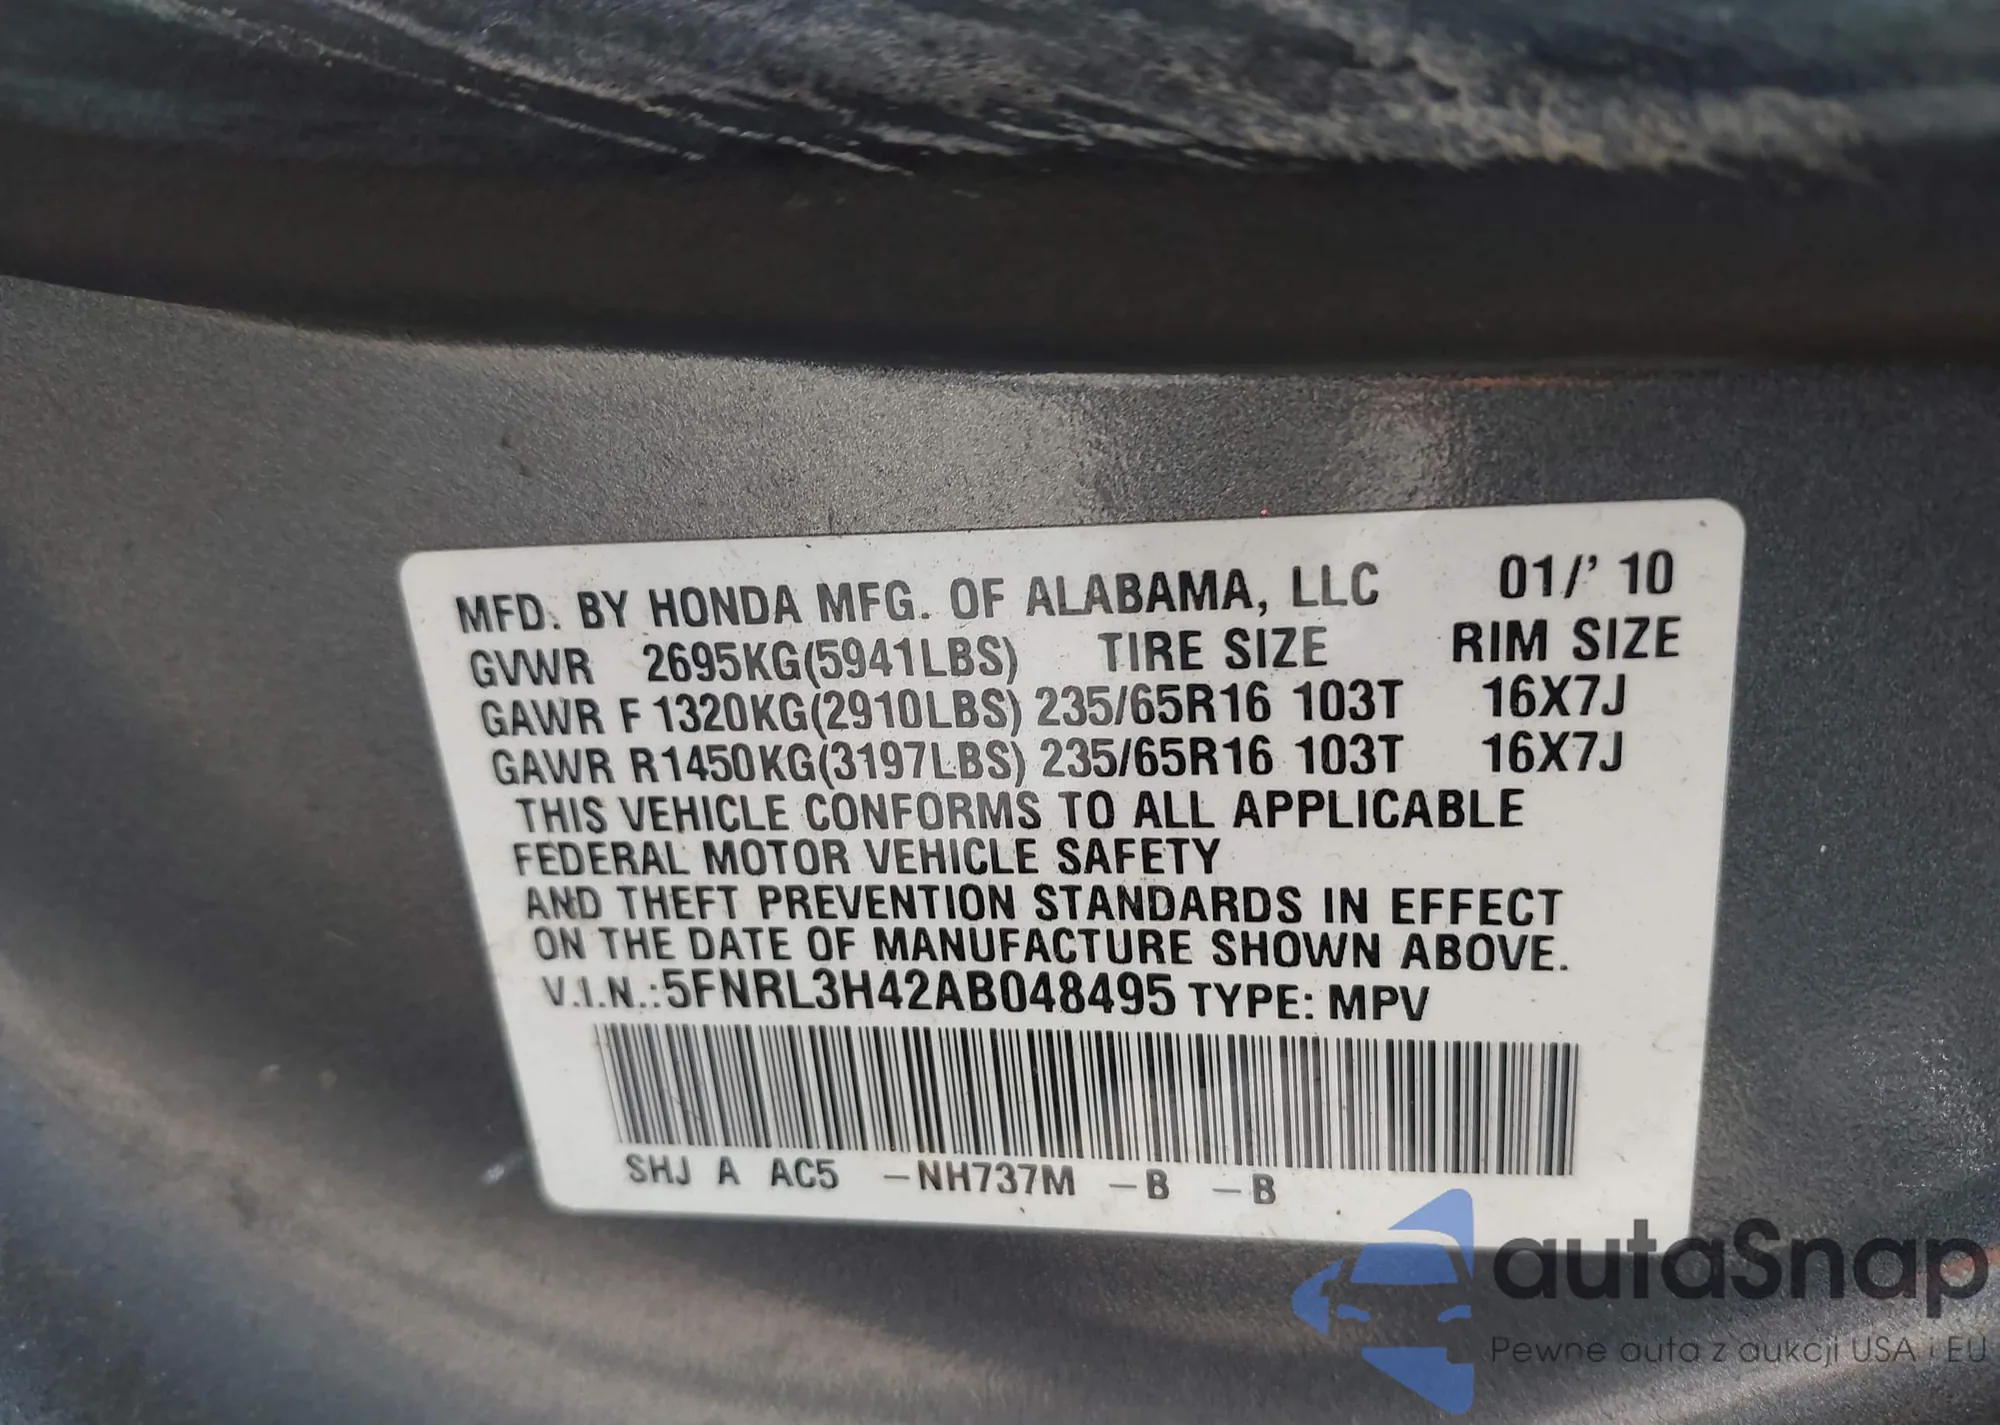 MFD. BY HONDA MFG. OF ALABAMA, LLC 01/' 10
GVWR 2695KG(5941LBS) TIRE SIZE RIM SIZE
GAWR F 1320KG(2910LBS) 235/65R16 103T 16X7J
GAWR R1450KG(3197LBS) 235/65R16 103T 16X7J
THIS VEHICLE CONFORMS TO ALL APPLICABLE
FEDERAL MOTOR VEHICLE SAFETY
AND THEFT PREVENTION STANDARDS IN EFFECT
ON THE DATE OF MANUFACTURE SHOWN ABOVE.
V.I.N.:5FNRL3H42AB048495 TYPE: MPV
SHJ A AC5 -NH737M -B -B
autaSnap
Pewne auta z aukcji USA i EU